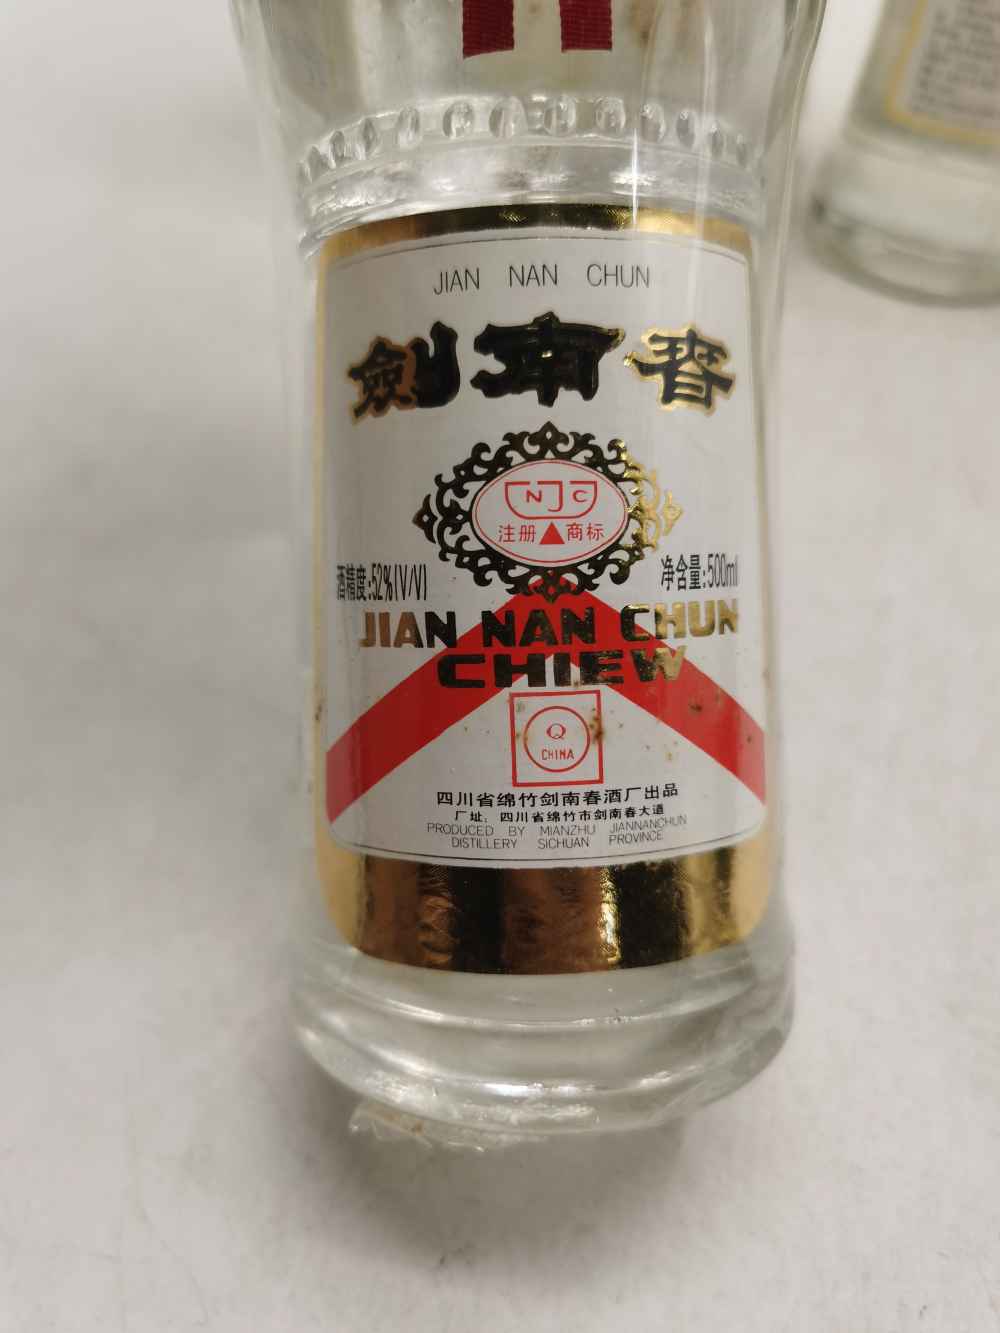 JIAN NAN CHUN
劍南春
NJC
注册 商标
酒精度:52%(V/V)
净含量:500ml
JIAN NAN CHUN
CHIEW
Q
CHINA
四川省绵竹剑南春酒厂出品
厂址: 四川省绵竹市剑南春大道
PRODUCED BY MIANZHU JIANNANCHUN
DISTILLERY SICHUAN PROVINCE